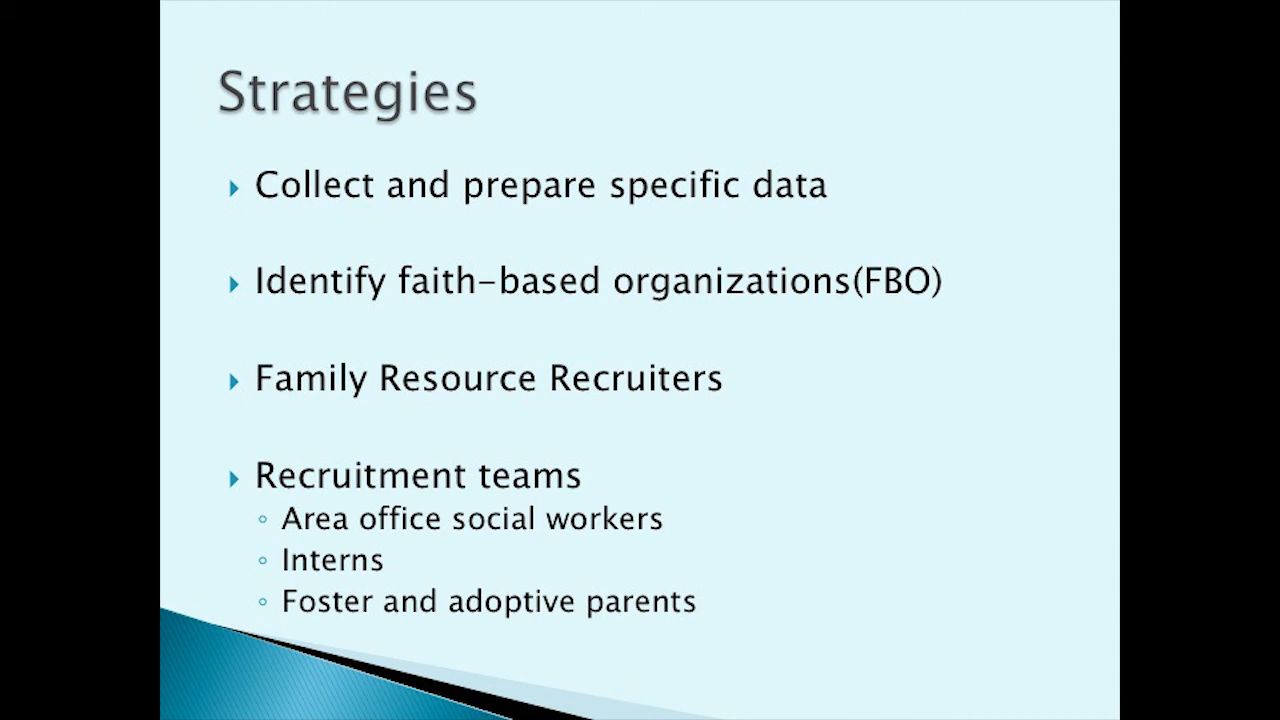 Strategies
Collect and prepare specific data
Identify faith-based organizations(FBO)
Family Resource Recruiters
Recruitment teams
Area office social workers
Interns
Foster and adoptive parents